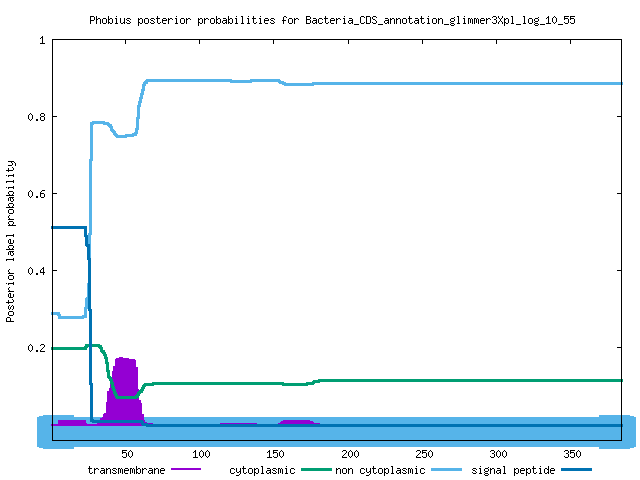 Phobius posterior probabilities for Bacteria_CDS_annotation_glimmer3Xpl_log_10_55
1
0.8
0.6
0.4
0.2
Posterior label probability
50 100 150 200 250 300 350
transmembrane cytoplasmic non cytoplasmic signal peptide